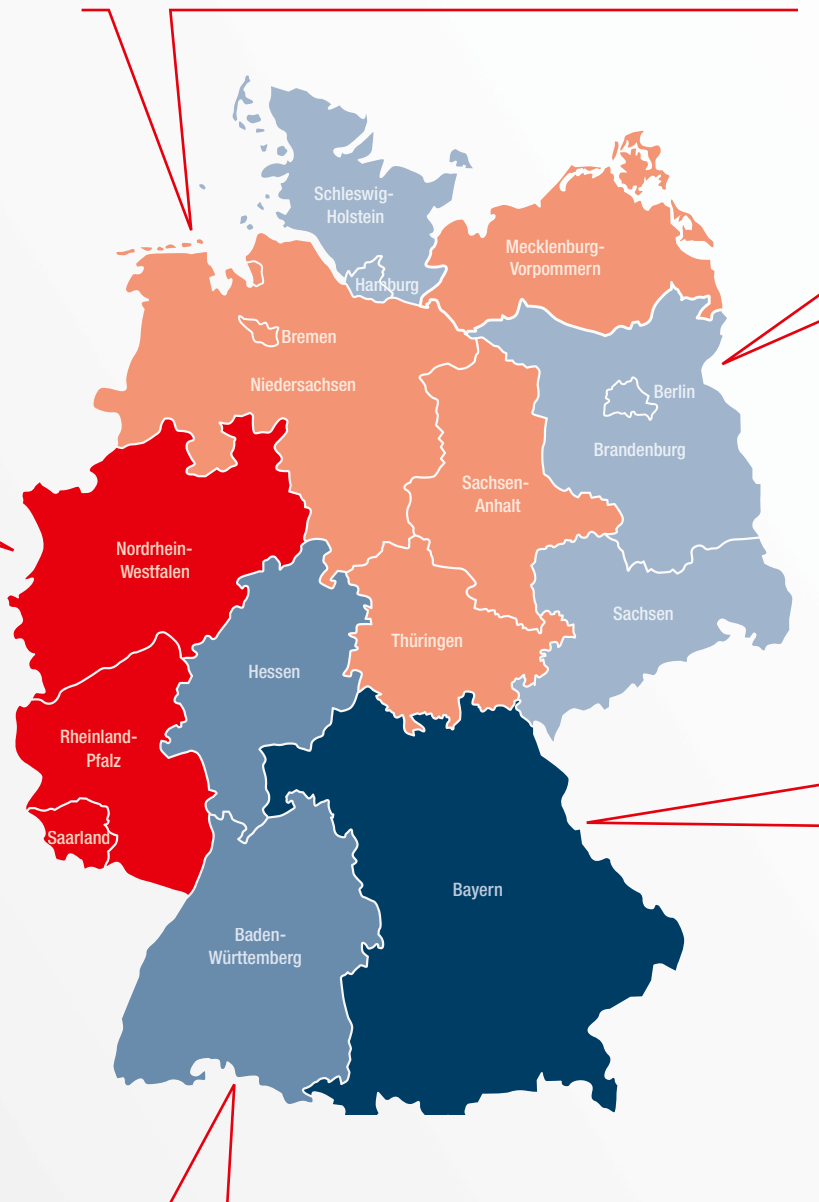 Schleswig-
Holstein
Hamburg
Mecklenburg-
Vorpommern
Bremen
Niedersachsen
Berlin
Brandenburg
Sachsen-
Anhalt
Nordrhein-
Westfalen
Sachsen
Thüringen
Hessen
Rheinland-
Pfalz
Saarland
Bayern
Baden-
Württemberg